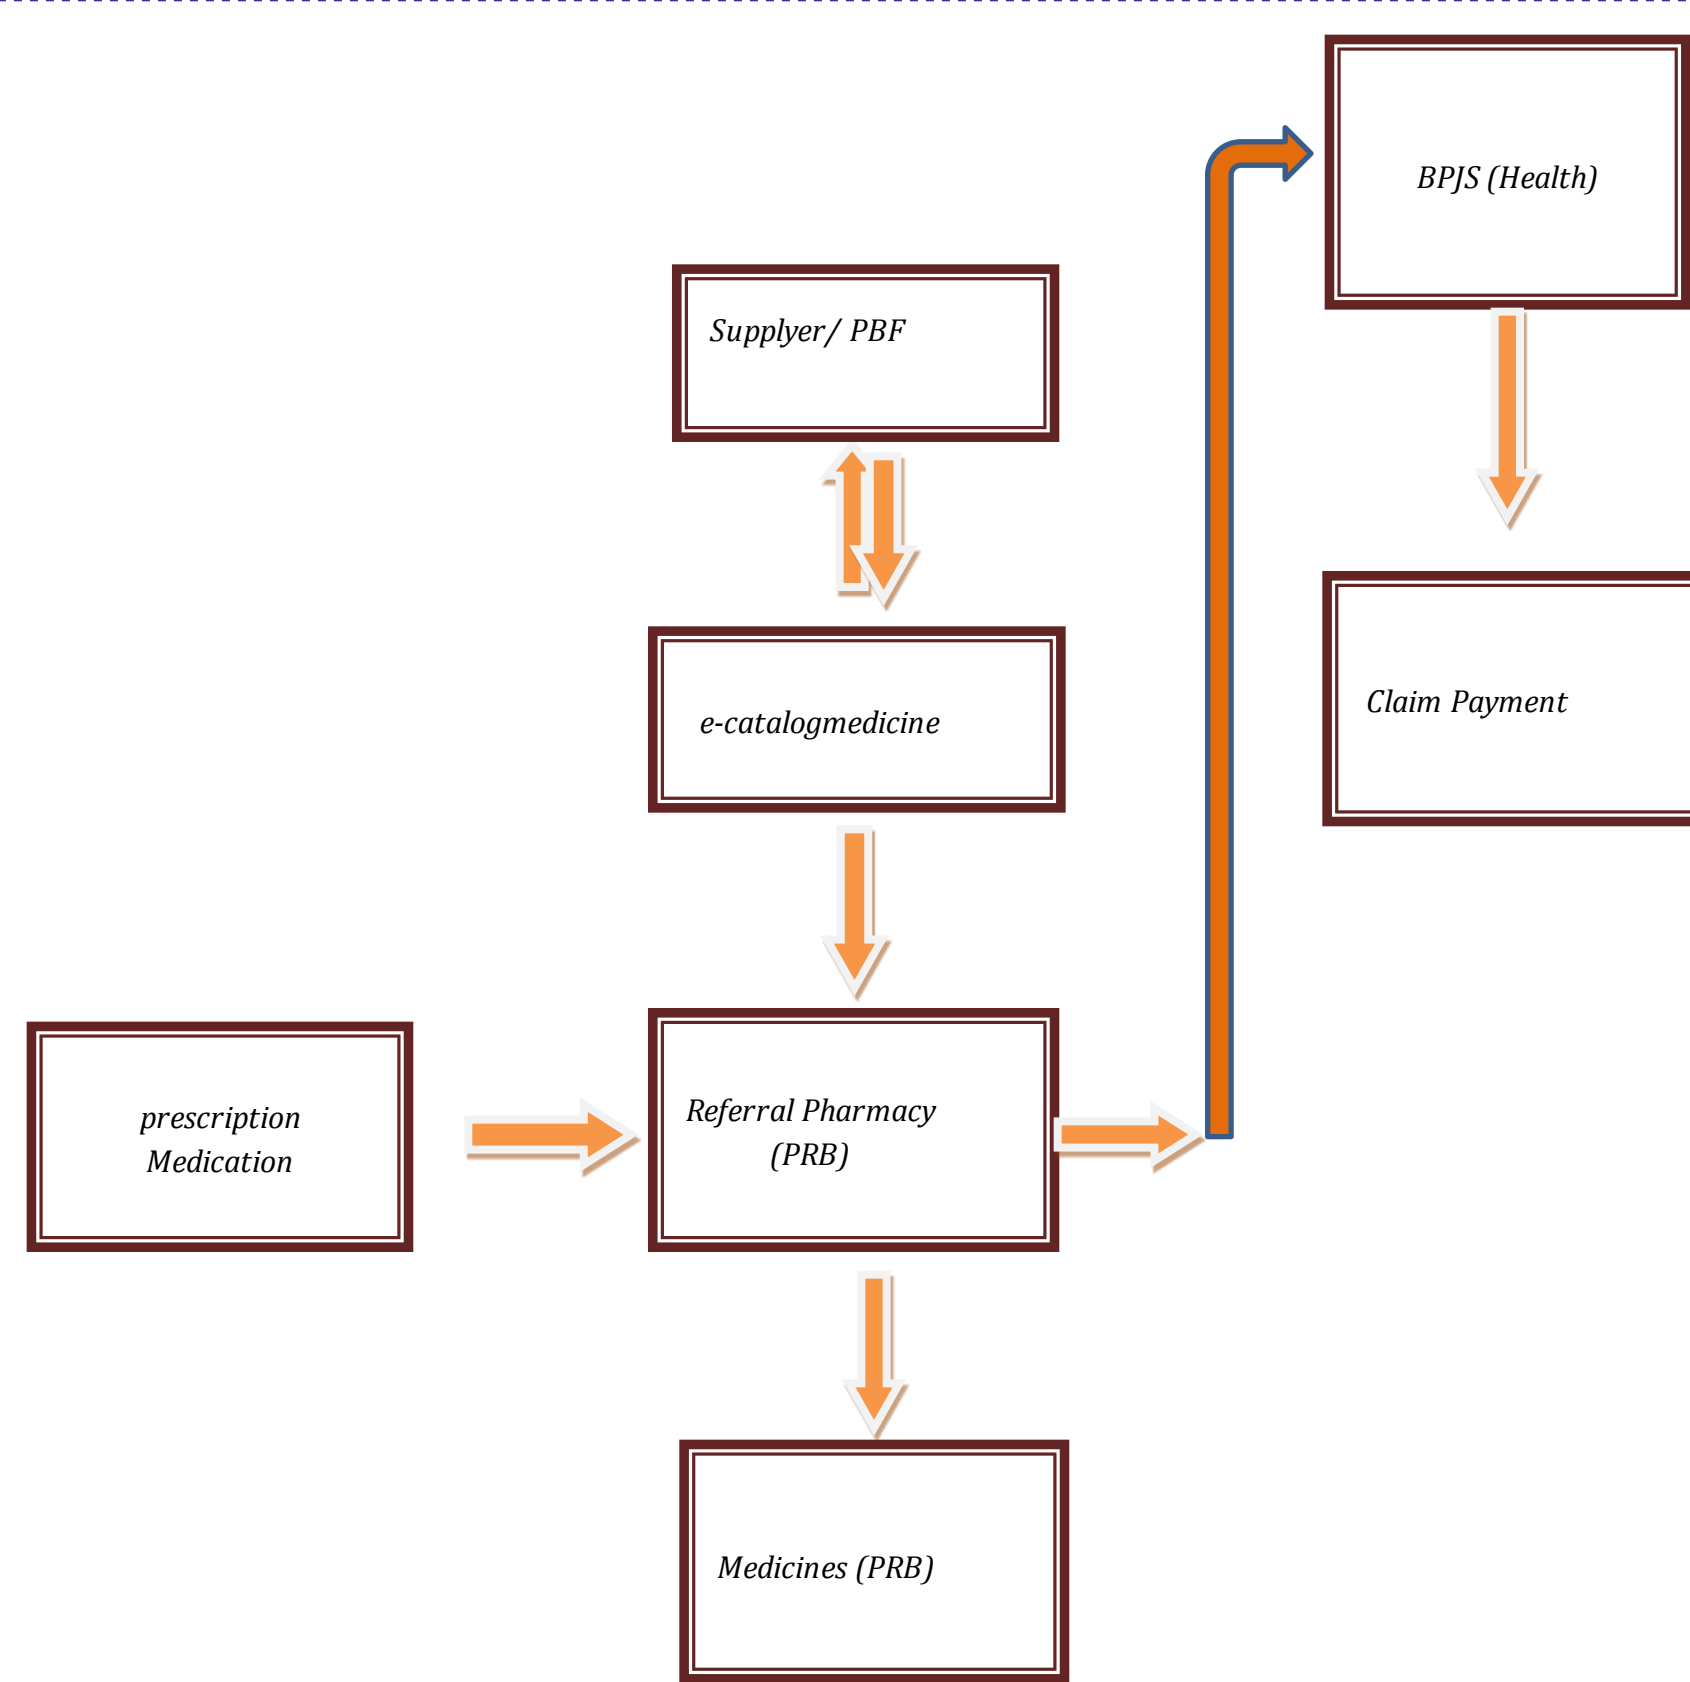 BPJS (Health)
Supplyer/ PBF
Claim Payment
e-catalogmedicine
prescription
Medication
Referral Pharmacy
(PRB)
Medicines (PRB)